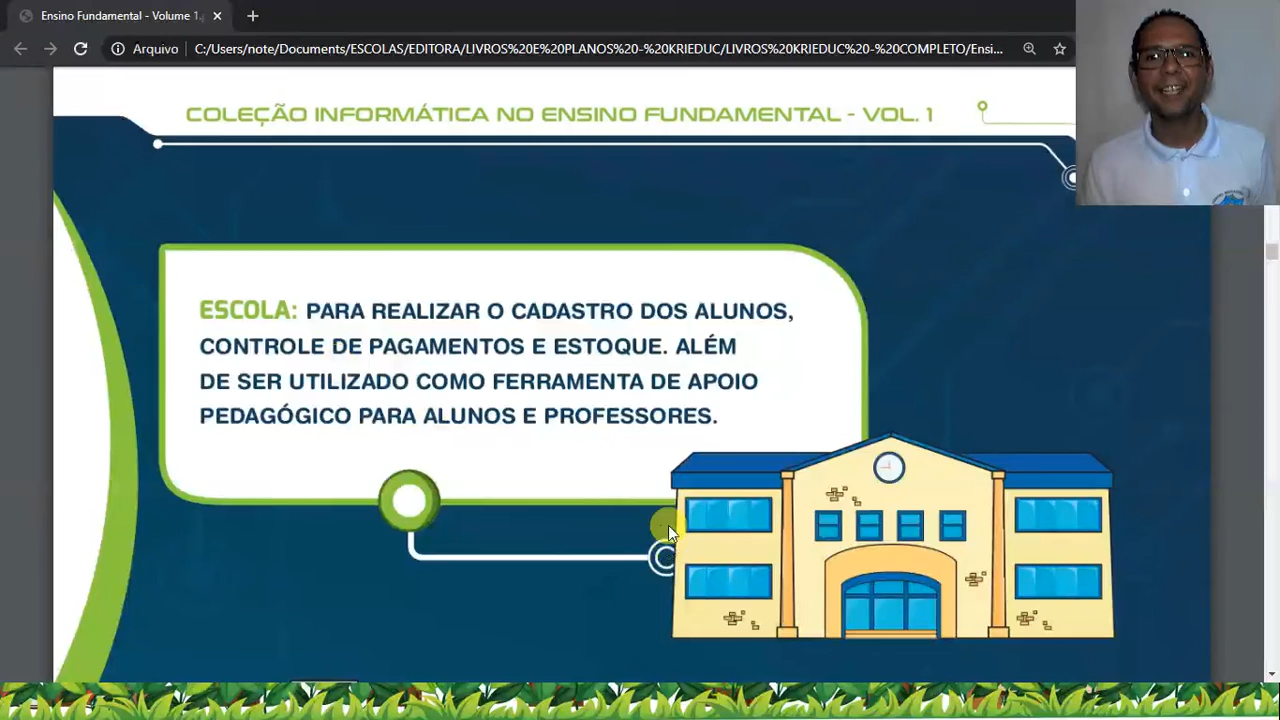 Ensino Fundamental - Volume 1,
Arquivo
C:/Users/note/Documents/ESCOLAS/EDITORA/LIVROS%20E%20PLANOS%20-%20KRIEDUC/LIVROS%20KRIEDUC%20-%20COMPLETO/Ensi...
COLEÇÃO INFORMÁTICA NO ENSINO FUNDAMENTAL - VOL. 1
ESCOLA: PARA REALIZAR O CADASTRO DOS ALUNOS,
CONTROLE DE PAGAMENTOS E ESTOQUE. ALÉM
DE SER UTILIZADO COMO FERRAMENTA DE APOIO
PEDAGÓGICO PARA ALUNOS E PROFESSORES.